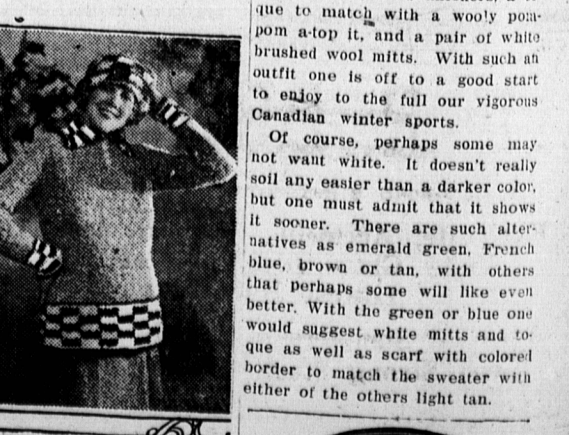 que to match with a wooly pom-
pom a-top it, and a pair of white
brushed wool mitts. With such an
outfit one is off to a good start
to enjoy to the full our vigorous
Canadian winter sports.
Of course, perhaps some may
not want white. It doesn't really
soil any easier than a darker color,
but one must admit that it shows
it sooner. There are such alter-
natives as emerald green, French
blue, brown or tan, with others
that perhaps some will like even
better. With the green or blue one
would suggest white mitts and to-
que as well as scarf with colored
border to match the sweater with
either of the others light tan.